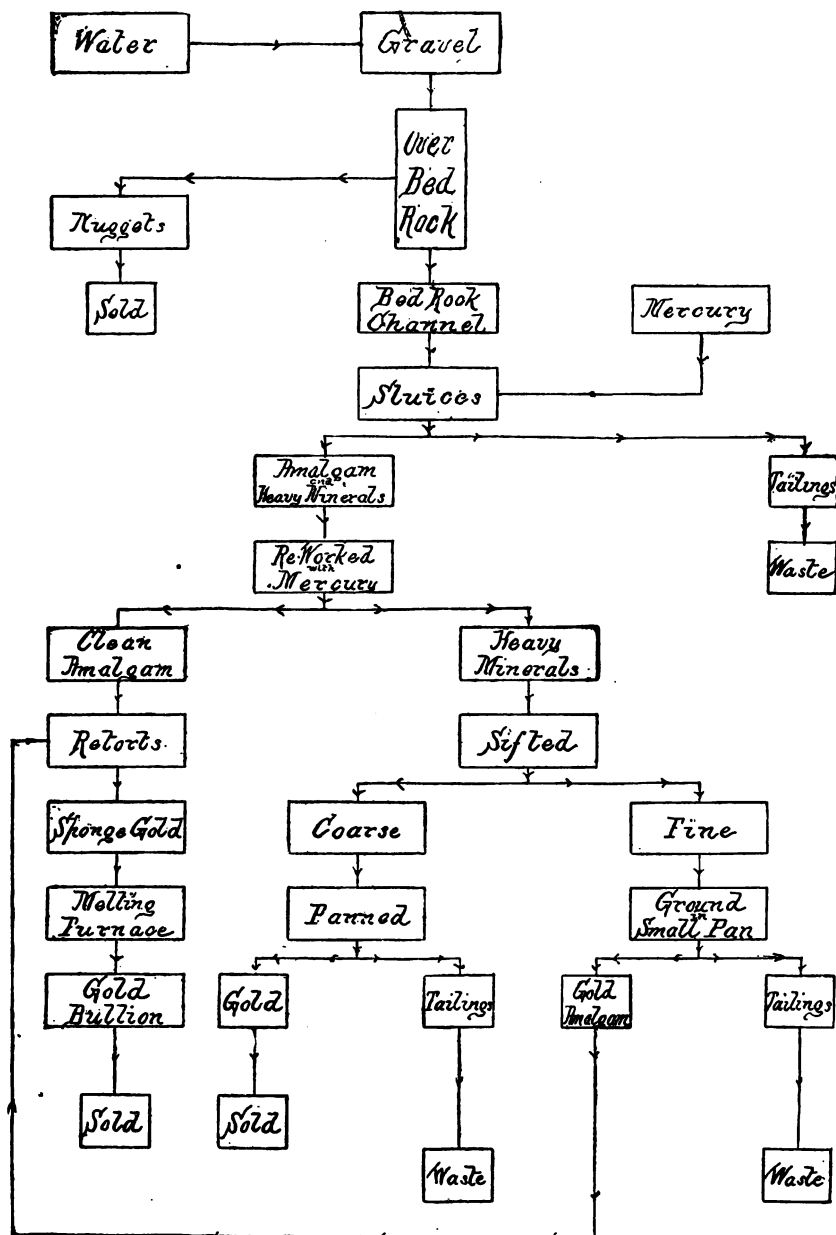 Water
Gravel
Over
Bed
Rock
Nuggets
Sold
Bed Rock
Channel
Mercury
Sluices
Amalgam
and
Heavy Minerals
Tailings
Re-Worked
with
Mercury
Waste
Clean
Amalgam
Heavy
Minerals
Retorts
Sifted
Sponge Gold
Coarse
Fine
Melting
Furnace
Panned
Ground
in
Small Pan
Gold
Bullion
Gold
Tailings
Gold
Amalgam
Tailings
Sold
Sold
Waste
Waste